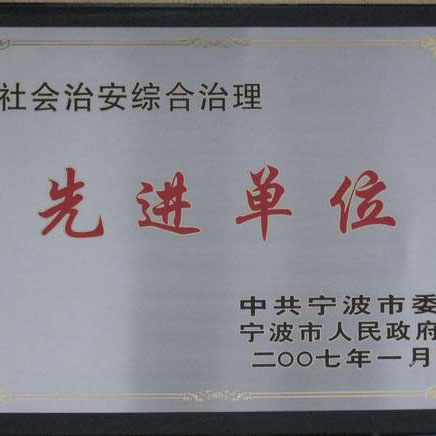 社会治安综合治理
先进单位
中共宁波市委
宁波市人民政府
二〇〇七年一月